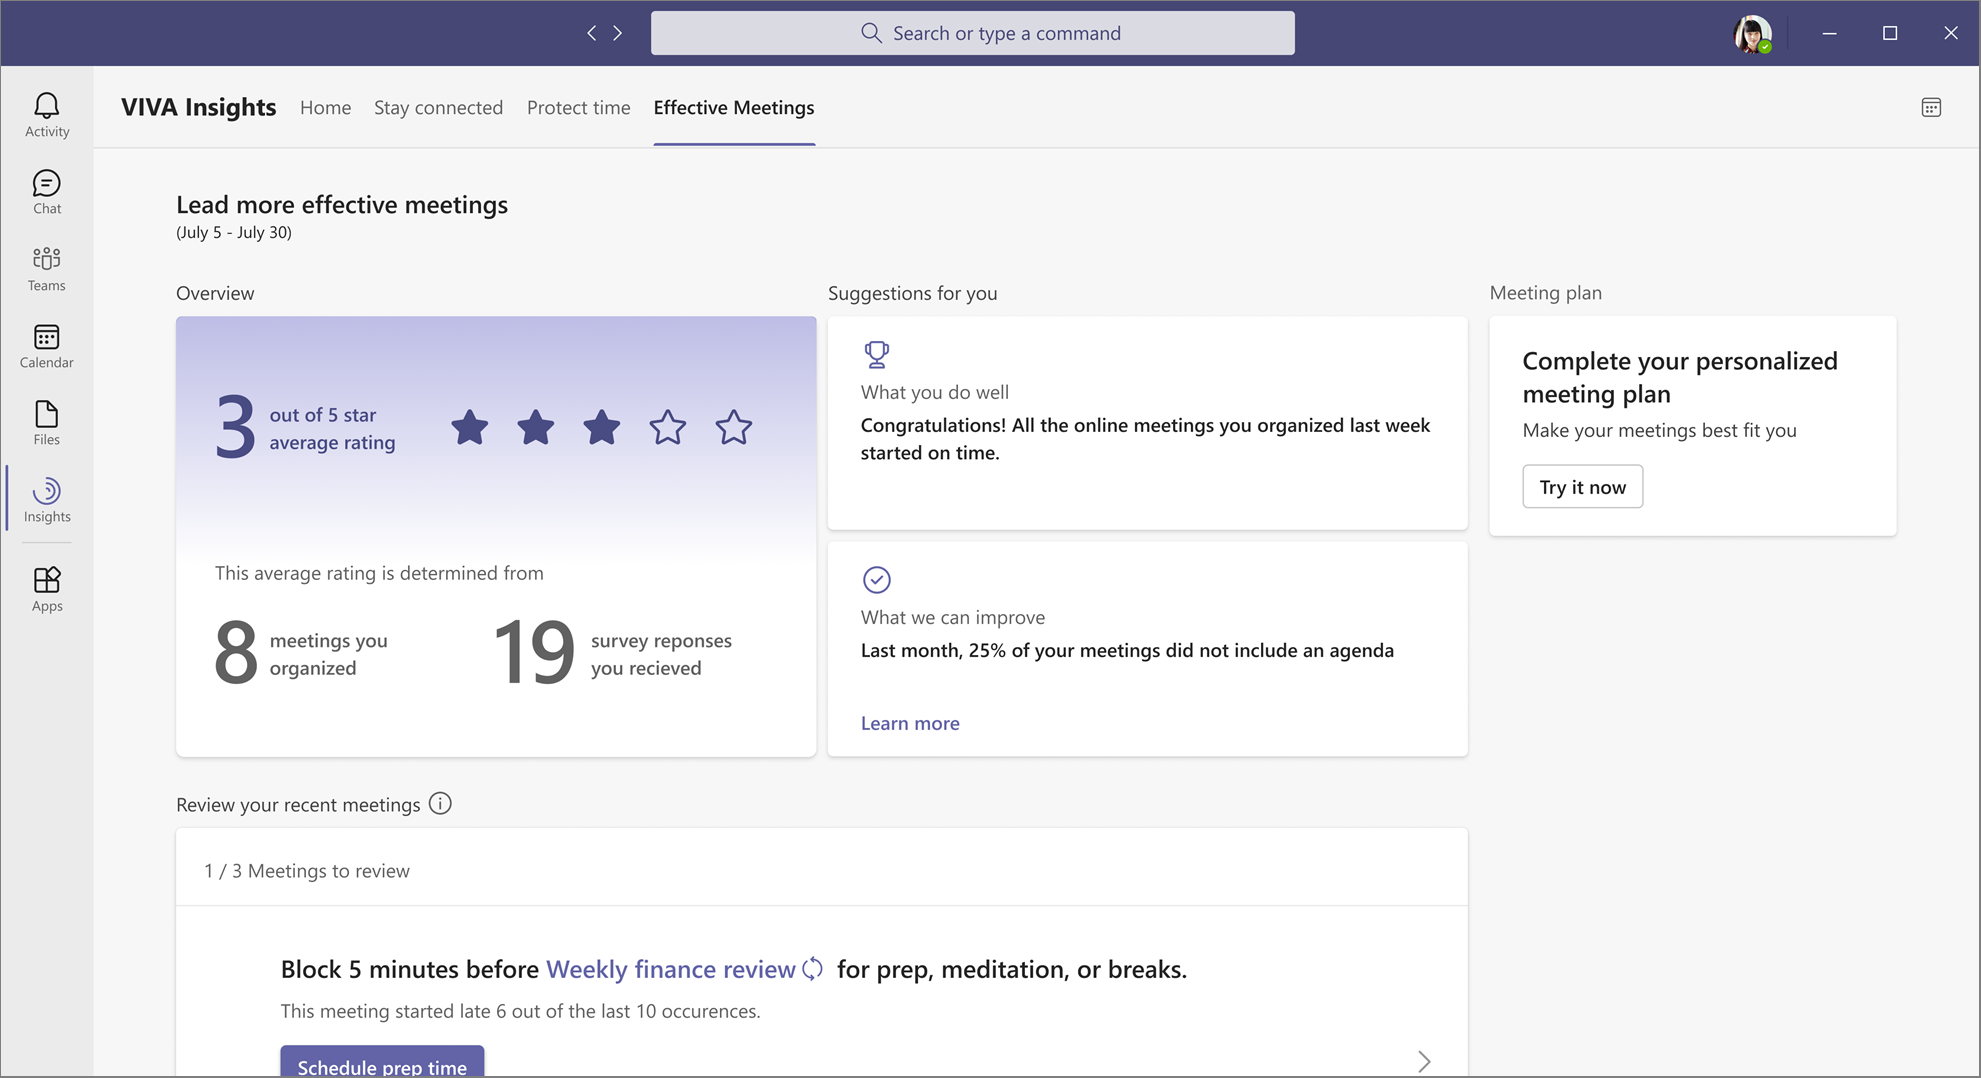 Search or type a command
VIVA Insights Home Stay connected Protect time Effective Meetings
Activity
Chat
Teams
Calendar
Files
Insights
Apps
Lead more effective meetings
(July 5 - July 30)
Overview
3 out of 5 star
average rating
This average rating is determined from
8 meetings you
organized
19 survey reponses
you recieved
Suggestions for you
What you do well
Congratulations! All the online meetings you organized last week
started on time.
What we can improve
Last month, 25% of your meetings did not include an agenda
Learn more
Meeting plan
Complete your personalized
meeting plan
Make your meetings best fit you
Try it now
Review your recent meetings
1 / 3 Meetings to review
Block 5 minutes before Weekly finance review for prep, meditation, or breaks.
This meeting started late 6 out of the last 10 occurences.
Schedule prep time